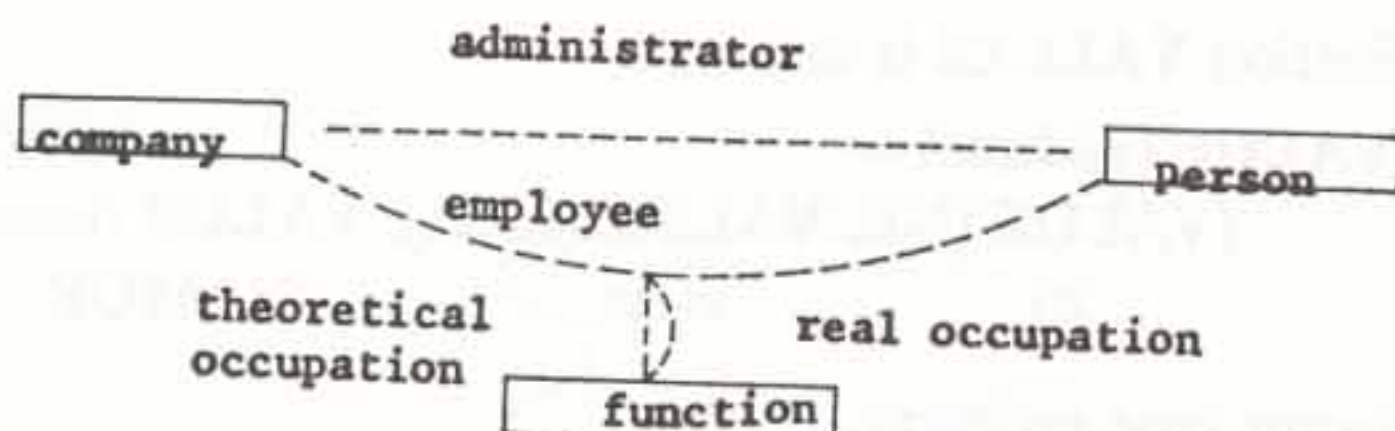 administrator
company
person
employee
theoretical
occupation
real occupation
function